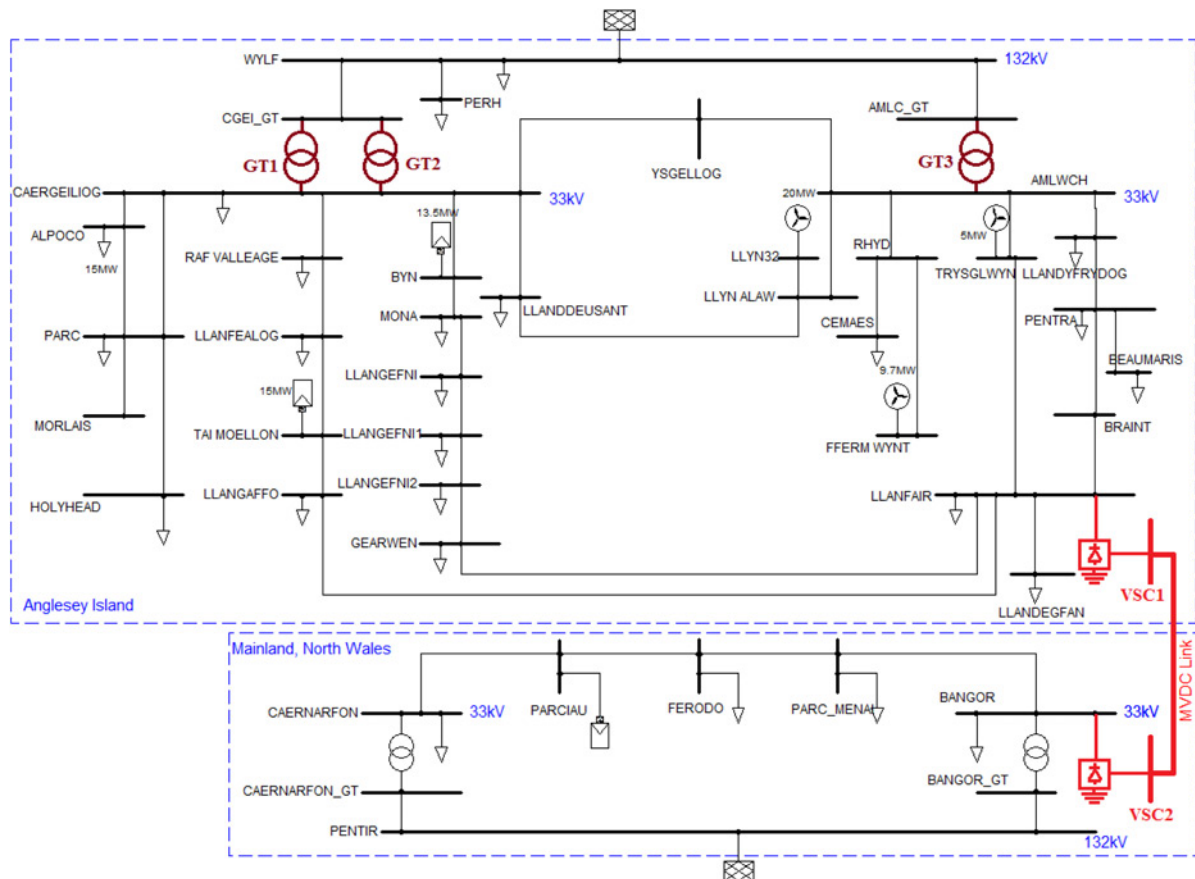 WYLF
132kV
PERH
CGEI_GT
AMLC_GT
GT1
GT2
GT3
YSGELLOG
CAERGEILIOG
33kV
20MW
AMLWCH
33kV
ALPOCO
15MW
13.5MW
RAF VALLEAGE
BYN
LLANDDEUSANT
LLYN32
LLYN ALAW
RHYD
5MW
TRYSGLWYN
LLANDYFRYDOG
MONA
PARC
LLANFEALOG
CEMAES
PENTRA
BEAUMARIS
LLANGEFNI
9.7MW
15MW
MORLAIS
TAI MOELLON
LLANGEFNI1
FFERM WYNT
BRAINT
HOLYHEAD
LLANGAFFO
LLANGEFNI2
LLANFAIR
GEARWEN
VSC1
LLANDEGFAN
Anglesey Island
MVDC Link
Mainland, North Wales
CAERNARFON
33kV
PARCIAU
FERODO
PARC_MENAI
BANGOR
33kV
CAERNARFON_GT
BANGOR_GT
VSC2
PENTIR
132kV